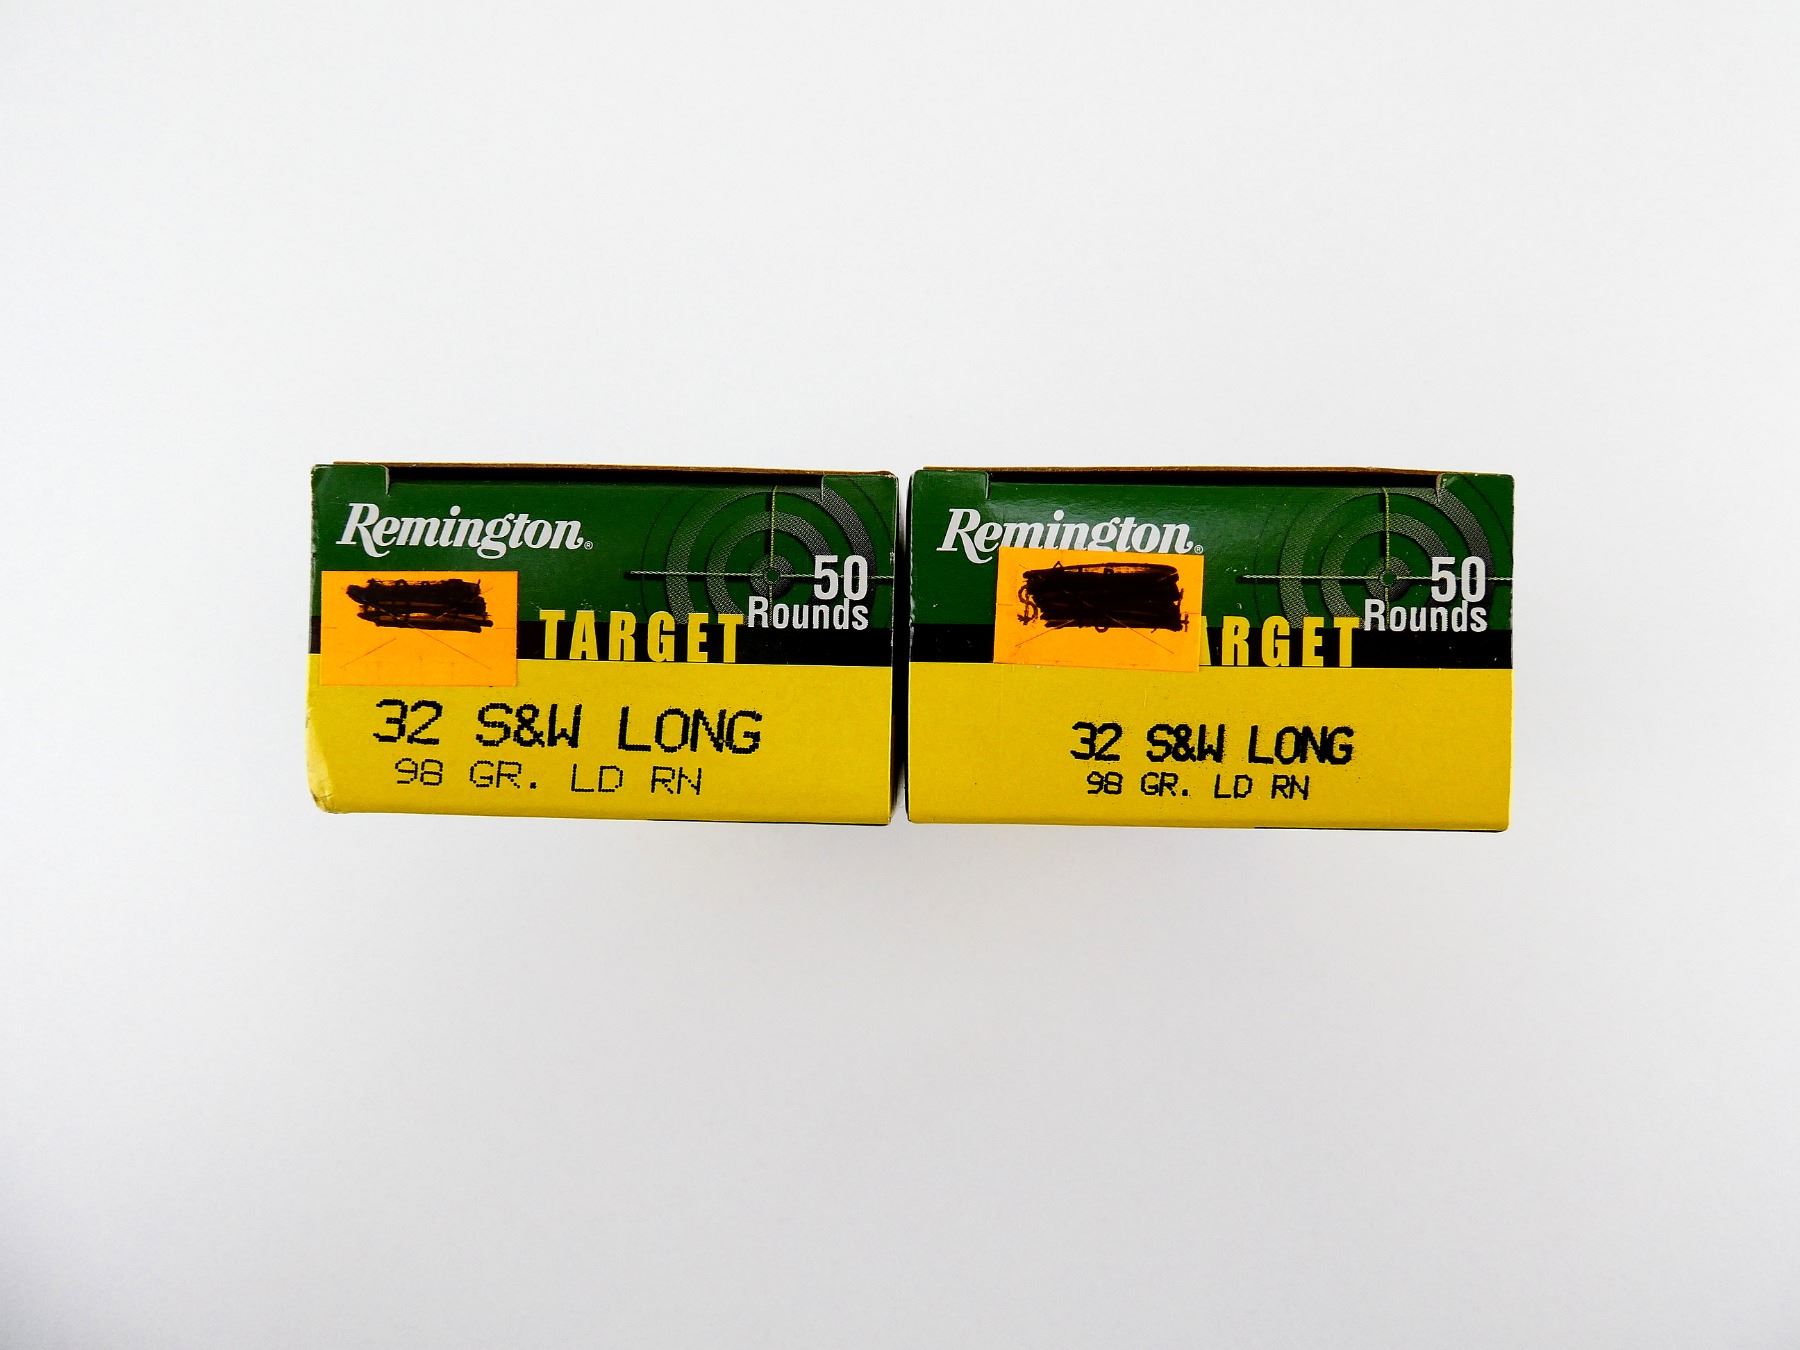 Remington®
50
Rounds
TARGET
32 S&W LONG
98 GR. LD RN
Remington®
50
Rounds
ARGET
32 S&W LONG
98 GR. LD RN